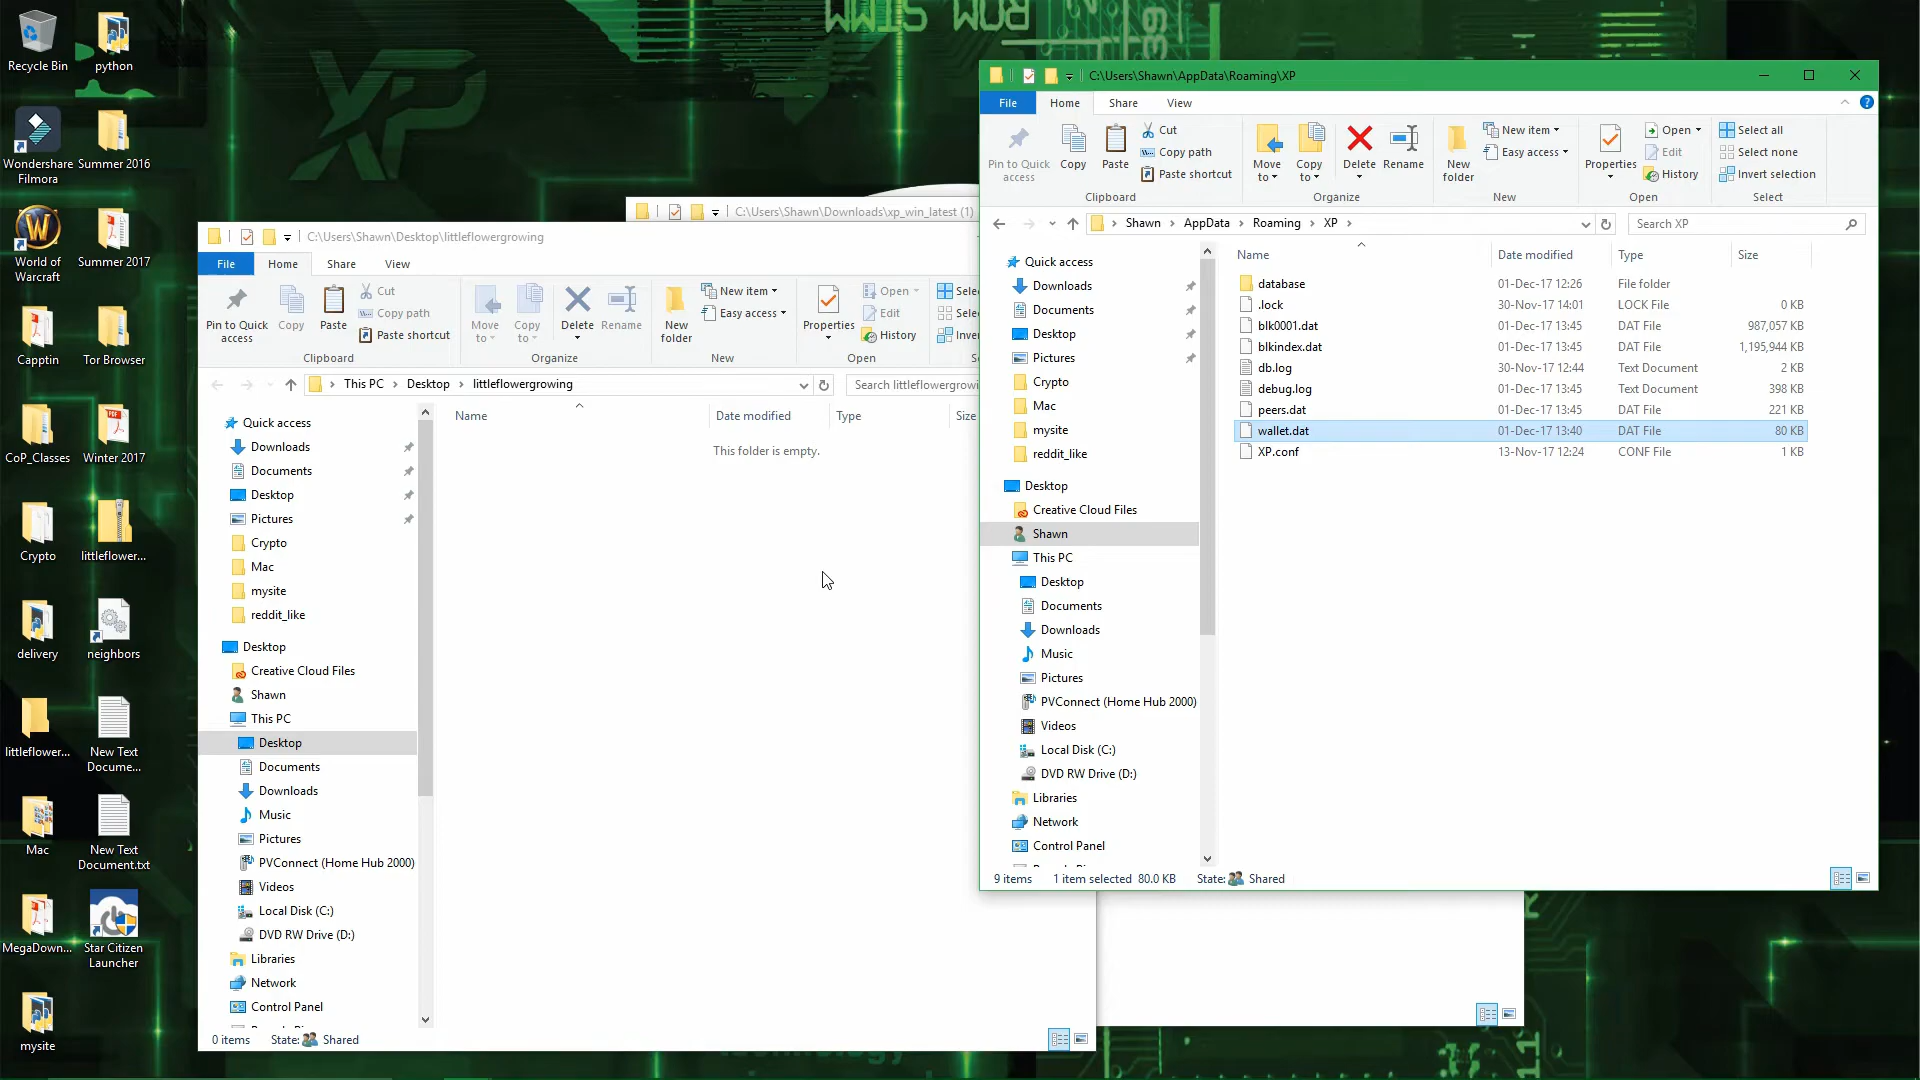 Recycle Bin
python
Wondershare
Filmora
Summer 2016
World of
Warcraft
Summer 2017
Capptin
Tor Browser
CoP_Classes
Winter 2017
Crypto
littleflower...
delivery
neighbors
littleflower...
New Text
Docume...
Mac
New Text
Document.txt
MegaDown...
Star Citizen
Launcher
mysite
XP
ROM SIMM
technology
C:\Users\Shawn\Downloads\xp_win_latest (1)
C:\Users\Shawn\Desktop\littleflowergrowing
File Home Share View
Pin to Quick
access
Copy
Paste
Cut
Copy path
Paste shortcut
Clipboard
Move
to
Copy
to
Delete
Rename
Organize
New
folder
New item
Easy access
New
Properties
Open
Edit
History
Open
This PC > Desktop > littleflowergrowing
Search littleflowergrowi
Name Date modified Type Size
This folder is empty.
Quick access
Downloads
Documents
Desktop
Pictures
Crypto
Mac
mysite
reddit_like
Desktop
Creative Cloud Files
Shawn
This PC
Desktop
Documents
Downloads
Music
Pictures
PVConnect (Home Hub 2000)
Videos
Local Disk (C:)
DVD RW Drive (D:)
Libraries
Network
Control Panel
0 items State: Shared
C:\Users\Shawn\AppData\Roaming\XP
File Home Share View
Pin to Quick
access
Copy
Paste
Cut
Copy path
Paste shortcut
Clipboard
Move
to
Copy
to
Delete
Rename
Organize
New
folder
New item
Easy access
New
Properties
Open
Edit
History
Open
Select all
Select none
Invert selection
Select
Shawn > AppData > Roaming > XP >
Search XP
Name Date modified Type Size
database 01-Dec-17 12:26 File folder
.lock 30-Nov-17 14:01 LOCK File 0 KB
blk0001.dat 01-Dec-17 13:45 DAT File 987,057 KB
blkindex.dat 01-Dec-17 13:45 DAT File 1,195,944 KB
db.log 30-Nov-17 12:44 Text Document 2 KB
debug.log 01-Dec-17 13:45 Text Document 398 KB
peers.dat 01-Dec-17 13:45 DAT File 221 KB
wallet.dat 01-Dec-17 13:40 DAT File 80 KB
XP.conf 13-Nov-17 12:24 CONF File 1 KB
Quick access
Downloads
Documents
Desktop
Pictures
Crypto
Mac
mysite
reddit_like
Desktop
Creative Cloud Files
Shawn
This PC
Desktop
Documents
Downloads
Music
Pictures
PVConnect (Home Hub 2000)
Videos
Local Disk (C:)
DVD RW Drive (D:)
Libraries
Network
Control Panel
9 items 1 item selected 80.0 KB State: Shared